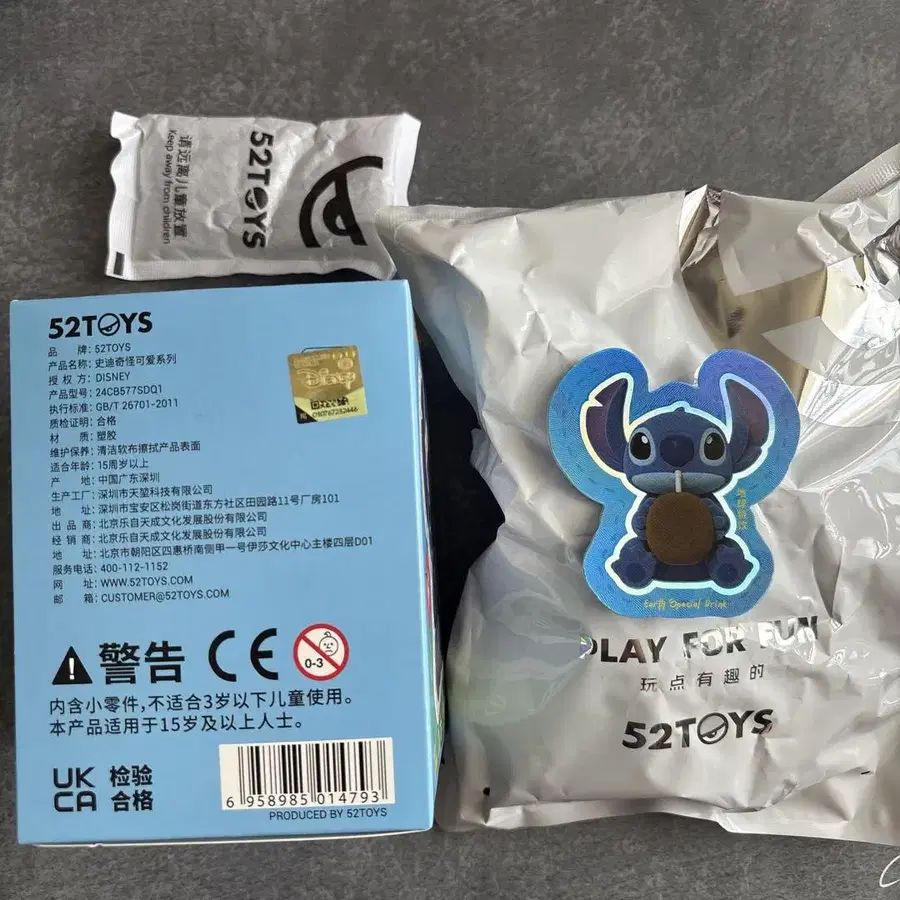 52TOYS
请远离儿童放置
Keep away from children
52TOYS
品 牌: 52TOYS
产品名称: 史迪奇怪可爱系列
授 权 方: DISNEY
产品型号: 24CB577SDQ1
执行标准: GB/T 26701-2011
质检证明: 合格
材 质: 塑胶
维护保养: 清洁软布擦拭产品表面
适合年龄: 15周岁以上
产 地: 中国广东深圳
生产工厂: 深圳市天堃科技有限公司
地 址: 深圳市宝安区松岗街道东方社区田园路11号厂房101
出 品 商: 北京乐自天成文化发展股份有限公司
经 销 商: 北京乐自天成文化发展股份有限公司
地 址: 北京市朝阳区四惠桥南侧甲一号伊莎文化中心主楼四层D01
服务电话: 400-112-1152
网 址: WWW.52TOYS.COM
邮 箱: CUSTOMER@52TOYS.COM
Disney
警告 CE 0-3
内含小零件,不适合3岁以下儿童使用。
本产品适用于15岁及以上人士。
UK
CA
检验
合格
6 958985 014793
PRODUCED BY 52TOYS
Earth Special Drink
PLAY FOR FUN
玩点有趣的
52TOYS